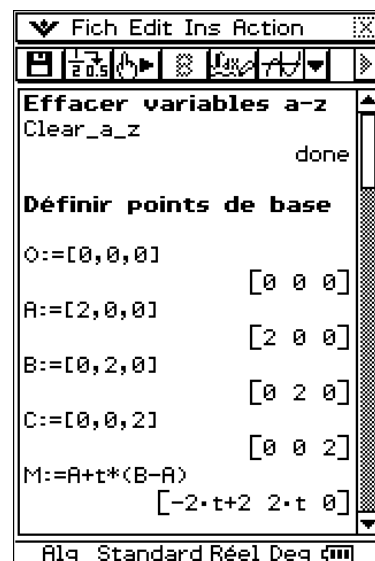 Fich Edit Ins Action
Effacer variables a-z
Clear_a_z
done
Définir points de base
O:=[0,0,0]
[0 0 0]
A:=[2,0,0]
[2 0 0]
B:=[0,2,0]
[0 2 0]
C:=[0,0,2]
[0 0 2]
M:=A+t*(B-A)
[-2·t+2 2·t 0]
Alg Standard Réel Deg